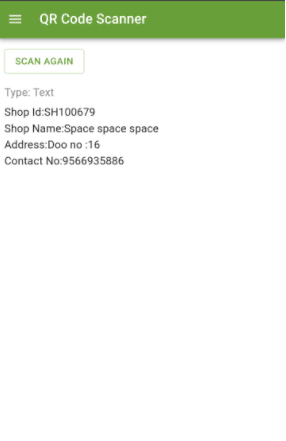 QR Code Scanner
SCAN AGAIN
Type: Text
Shop Id:SH100679
Shop Name:Space space space
Address:Doo no :16
Contact No:9566935886